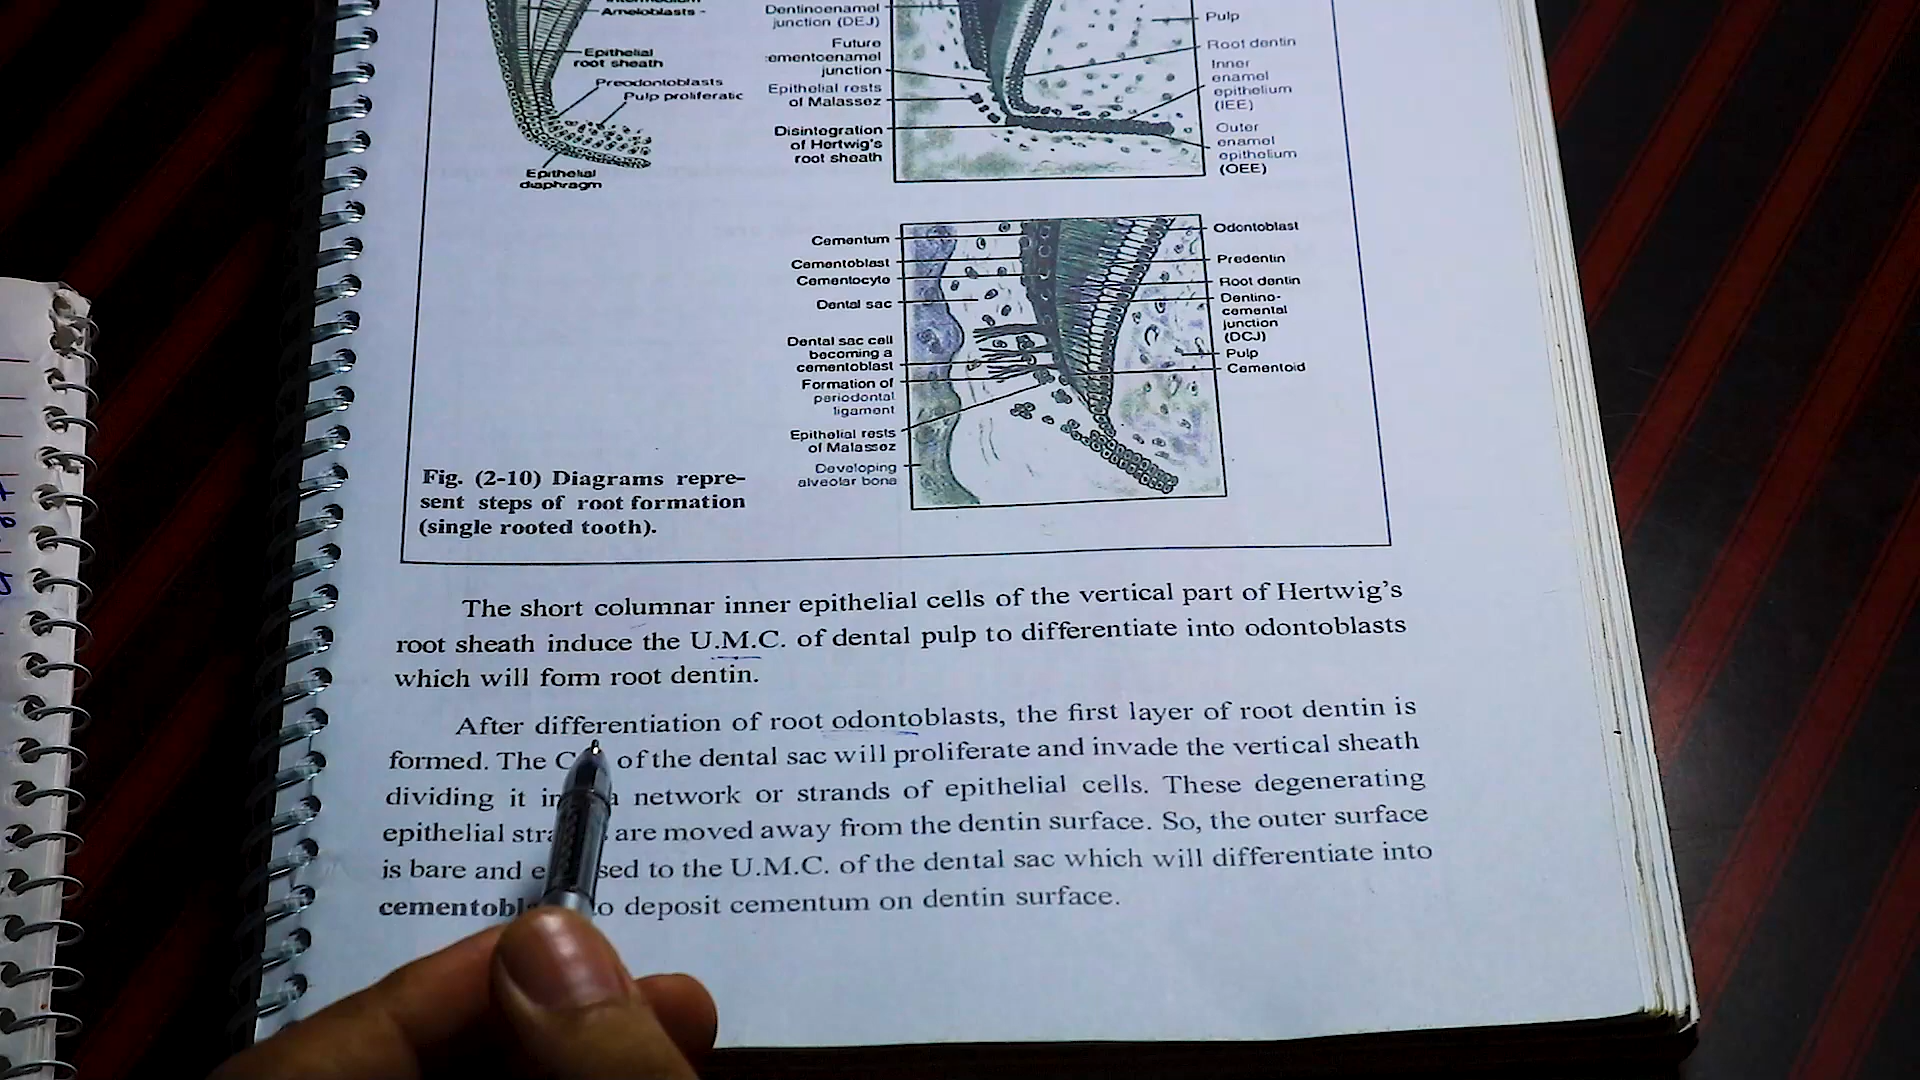 Ameloblasts -
Epithelial
root sheath
Preodontoblasts
Pulp proliferatic
Epithelial
diaphragm
Dentinoenamel
junction (DEJ)
Future
cementoenamel
junction
Epithelial rests
of Malassez
Disintegration
of Hertwig's
root sheath
Pulp
Root dentin
Inner
enamel
epithelium
(IEE)
Outer
enamel
epithelium
(OEE)
Cementum
Cementoblast
Cementocyte
Dental sac
Dental sac cell
becoming a
cementoblast
Formation of
periodontal
ligament
Epithelial rests
of Malassez
Developing
alveolar bone
Odontoblast
Predentin
Root dentin
Dentino-
cemental
junction
(DCJ)
Pulp
Cementoid
Fig. (2-10) Diagrams repre-
sent steps of root formation
(single rooted tooth).
The short columnar inner epithelial cells of the vertical part of Hertwig's
root sheath induce the U.M.C. of dental pulp to differentiate into odontoblasts
which will form root dentin.
After differentiation of root odontoblasts, the first layer of root dentin is
formed. The of the dental sac will proliferate and invade the vertical sheath
dividing it a network or strands of epithelial cells. These degenerating
epithelial are moved away from the dentin surface. So, the outer surface
is bare and to the U.M.C. of the dental sac which will differentiate into
deposit cementum on dentin surface.